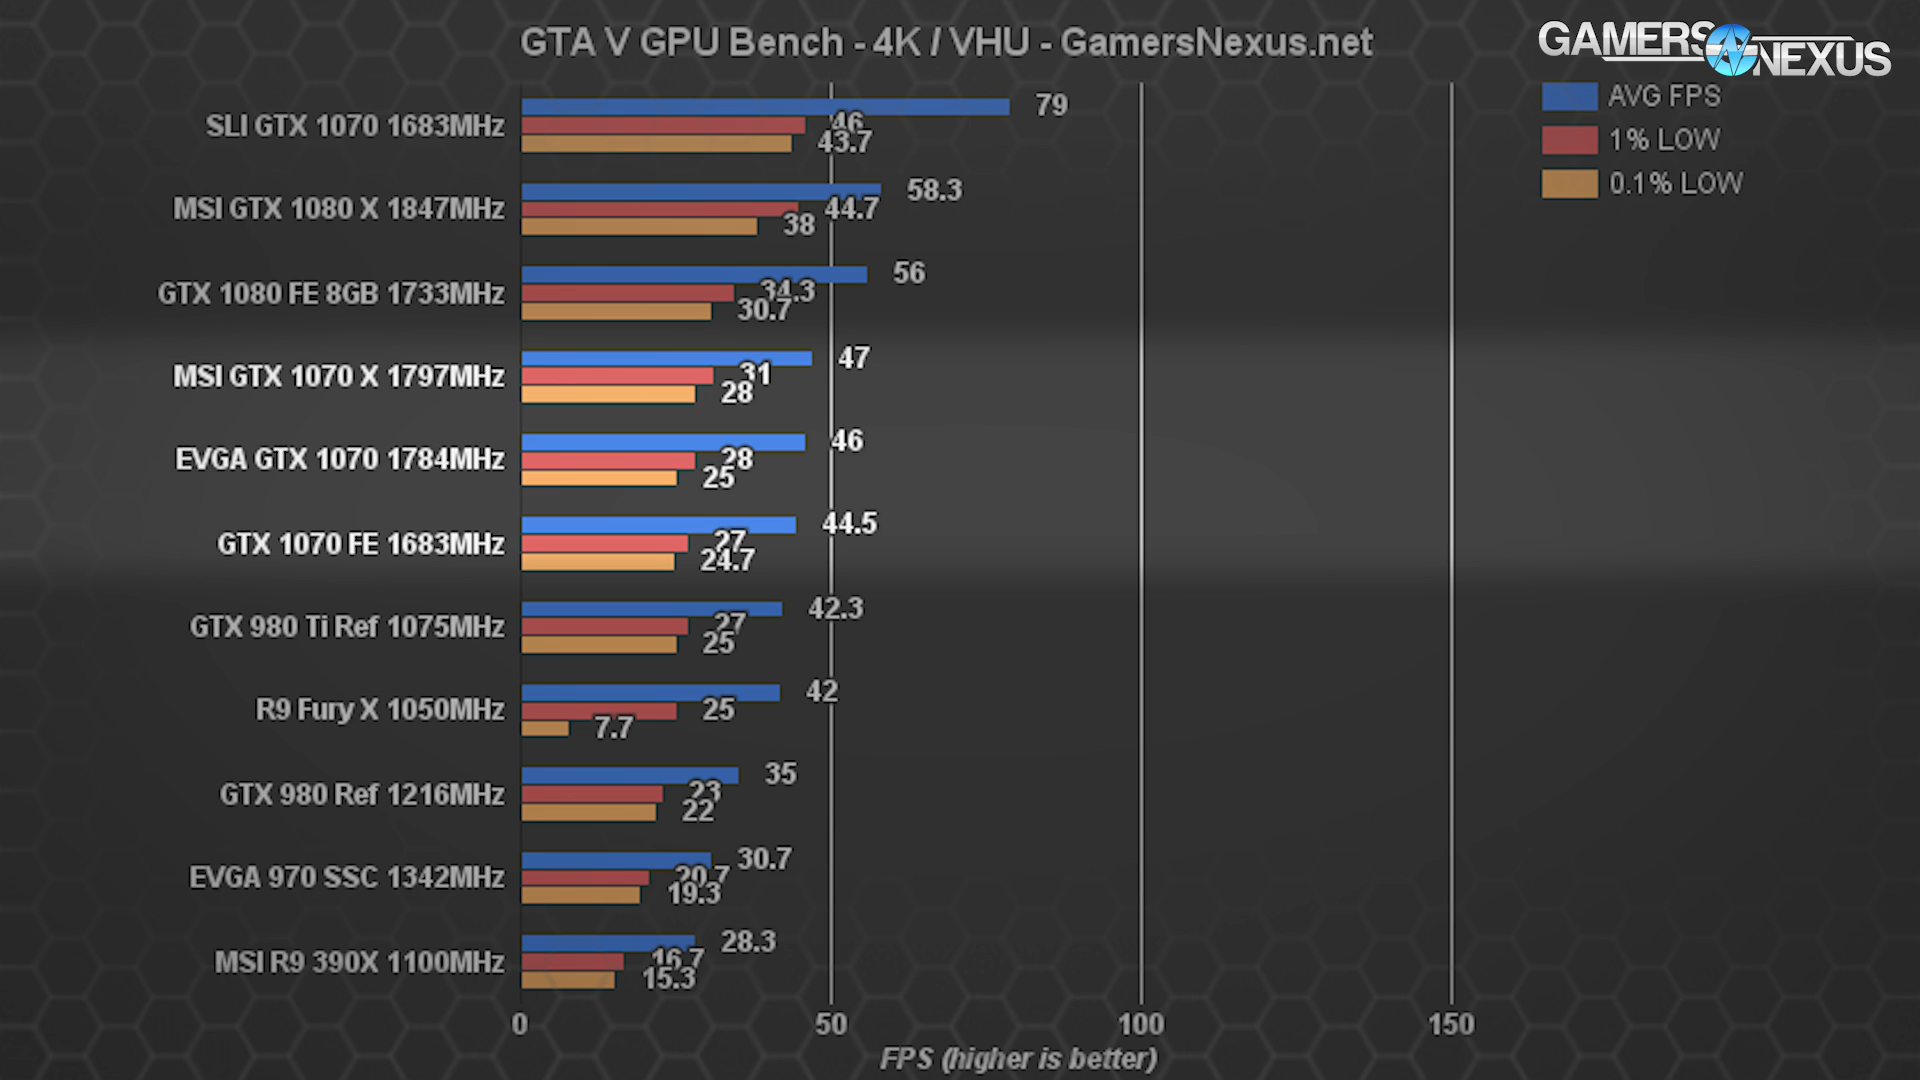 GTA V GPU Bench - 4K / VHU - GamersNexus.net
GAMERS NEXUS
AVG FPS
1% LOW
0.1% LOW
SLI GTX 1070 1683MHz
79
46
43.7
MSI GTX 1080 X 1847MHz
58.3
44.7
38
GTX 1080 FE 8GB 1733MHz
56
34.3
30.7
MSI GTX 1070 X 1797MHz
47
31
28
EVGA GTX 1070 1784MHz
46
28
25
GTX 1070 FE 1683MHz
44.5
27
24.7
GTX 980 Ti Ref 1075MHz
42.3
27
25
R9 Fury X 1050MHz
42
25
7.7
GTX 980 Ref 1216MHz
35
23
22
EVGA 970 SSC 1342MHz
30.7
20.7
19.3
MSI R9 390X 1100MHz
28.3
16.7
15.3
0 50 100 150
FPS (higher is better)